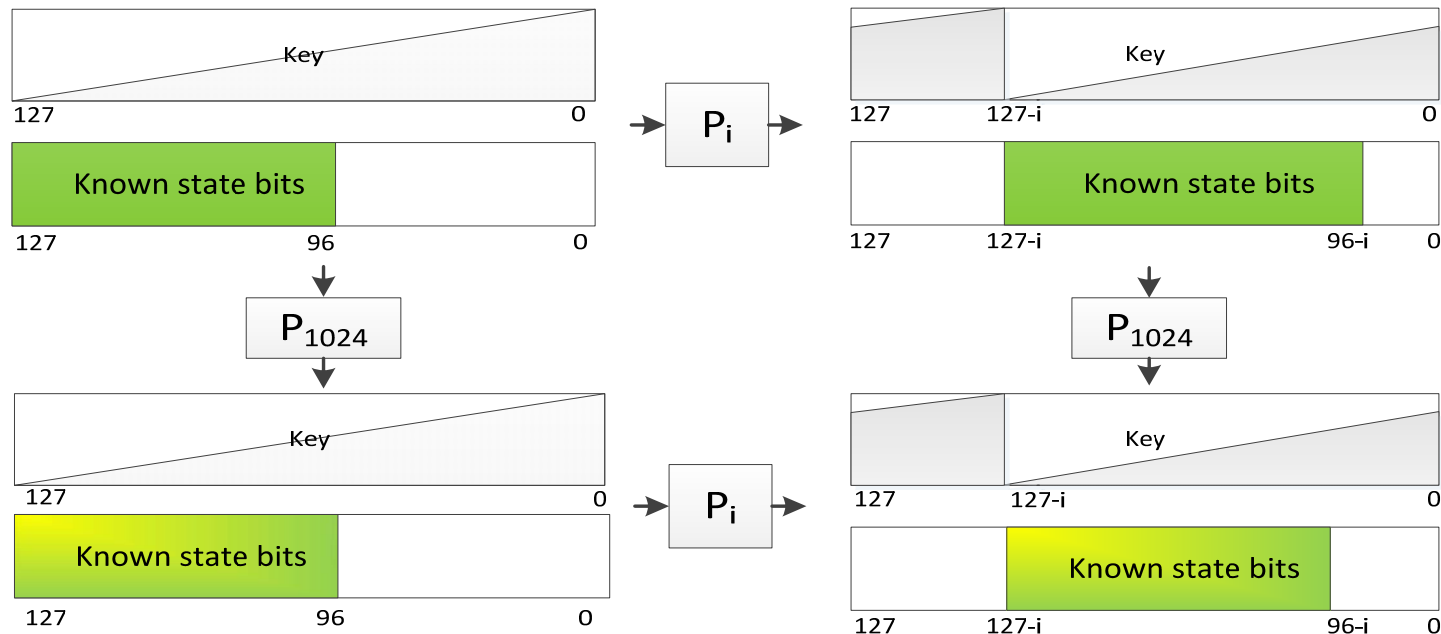 Key
Key
127 0
127 127-i 0
Pi
Known state bits
Known state bits
127 96 0
127 127-i 96-i 0
P1024
P1024
Key
Key
127 0
127 127-i 0
Pi
Known state bits
Known state bits
127 96 0
127 127-i 96-i 0